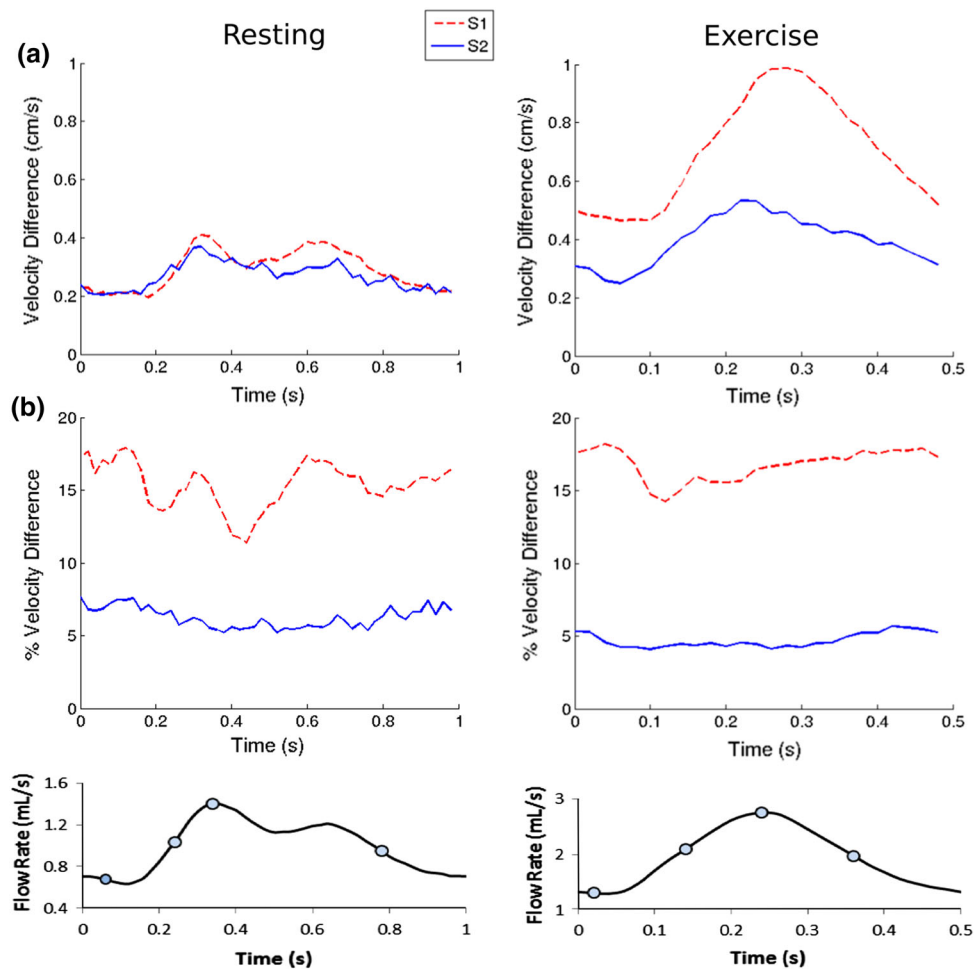 Resting
S1
S2
Exercise
(a)
Velocity Difference (cm/s)
1
0.8
0.6
0.4
0.2
0
0 0.2 0.4 0.6 0.8 1
Time (s)
Velocity Difference (cm/s)
1
0.8
0.6
0.4
0.2
0
0 0.1 0.2 0.3 0.4 0.5
Time (s)
(b)
% Velocity Difference
20
15
10
5
0
0 0.2 0.4 0.6 0.8 1
Time (s)
% Velocity Difference
20
15
10
5
0
0 0.1 0.2 0.3 0.4 0.5
Time (s)
Flow Rate (mL/s)
1.6
1.2
0.8
0.4
0 0.2 0.4 0.6 0.8 1
Time (s)
Flow Rate (mL/s)
3
2
1
0 0.1 0.2 0.3 0.4 0.5
Time (s)